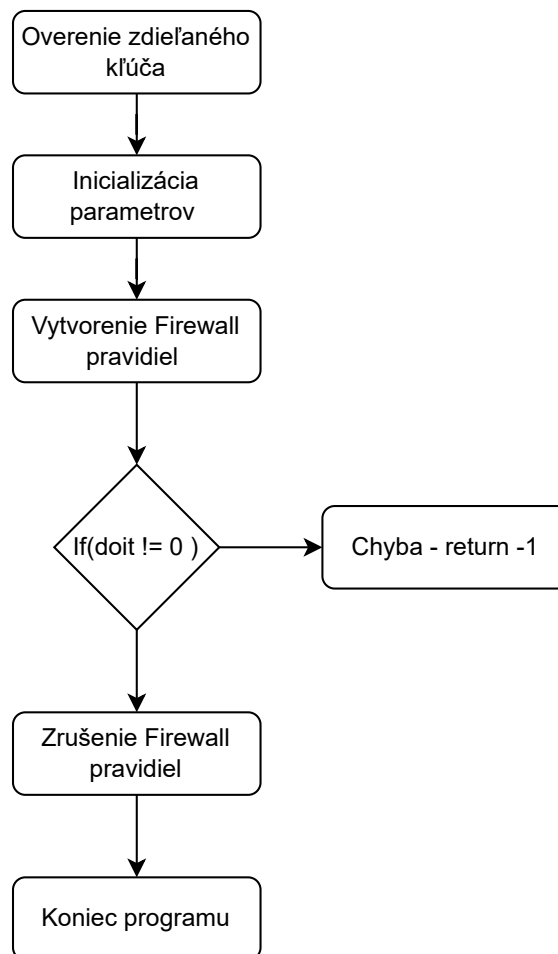 Overenie zdieľaného
kľúča
Inicializácia
parametrov
Vytvorenie Firewall
pravidiel
If(doit != 0 )
Chyba - return -1
Zrušenie Firewall
pravidiel
Koniec programu